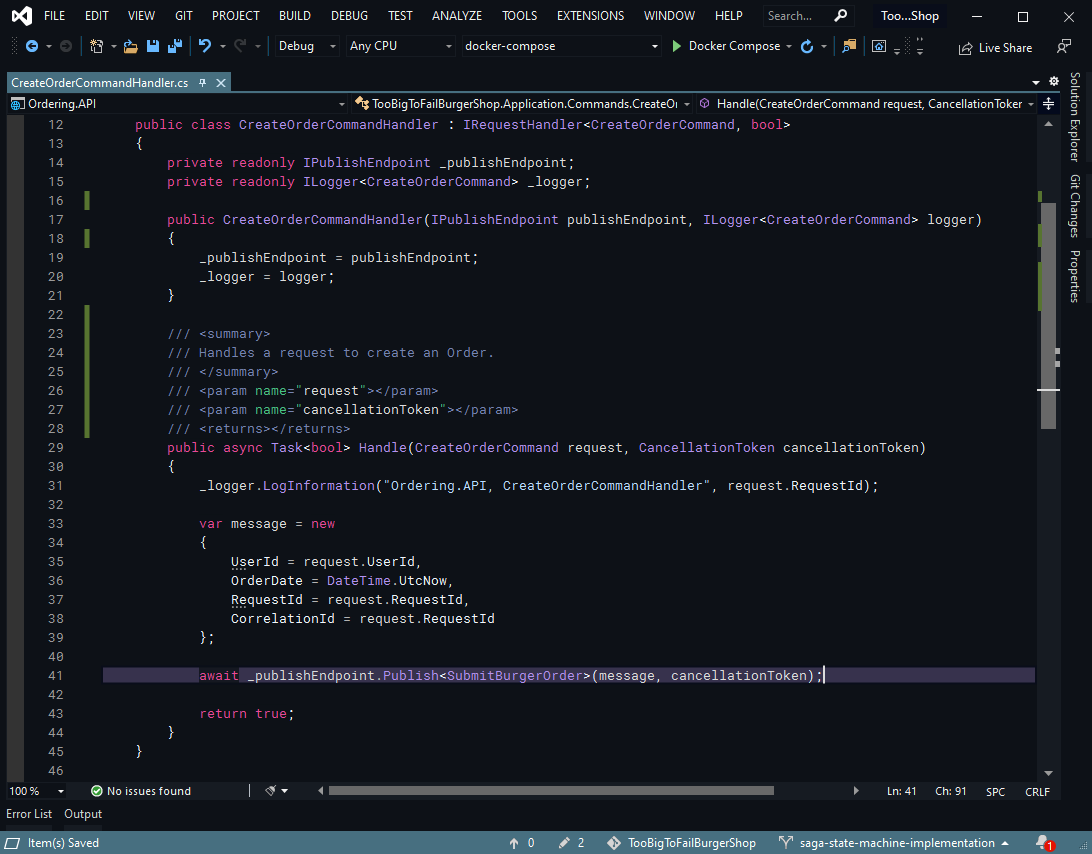 FILE EDIT VIEW GIT PROJECT BUILD DEBUG TEST ANALYZE TOOLS EXTENSIONS WINDOW HELP Search... Too...Shop
Debug Any CPU docker-compose Docker Compose Live Share
CreateOrderCommandHandler.cs
Ordering.API TooBigToFailBurgerShop.Application.Commands.CreateOr Handle(CreateOrderCommand request, CancellationToken
12 public class CreateOrderCommandHandler : IRequestHandler<CreateOrderCommand, bool>
13 {
14 private readonly IPublishEndpoint _publishEndpoint;
15 private readonly ILogger<CreateOrderCommand> _logger;
16
17 public CreateOrderCommandHandler(IPublishEndpoint publishEndpoint, ILogger<CreateOrderCommand> logger)
18 {
19 _publishEndpoint = publishEndpoint;
20 _logger = logger;
21 }
22
23 /// <summary>
24 /// Handles a request to create an Order.
25 /// </summary>
26 /// <param name="request"></param>
27 /// <param name="cancellationToken"></param>
28 /// <returns></returns>
29 public async Task<bool> Handle(CreateOrderCommand request, CancellationToken cancellationToken)
30 {
31 _logger.LogInformation("Ordering.API, CreateOrderCommandHandler", request.RequestId);
32
33 var message = new
34 {
35 UserId = request.UserId,
36 OrderDate = DateTime.UtcNow,
37 RequestId = request.RequestId,
38 CorrelationId = request.RequestId
39 };
40
41 await _publishEndpoint.Publish<SubmitBurgerOrder>(message, cancellationToken);
42
43 return true;
44 }
45 }
46
Solution Explorer
Git Changes
Properties
100 % No issues found Ln: 41 Ch: 91 SPC CRLF
Error List Output
Item(s) Saved 0 2 TooBigToFailBurgerShop saga-state-machine-implementation 1